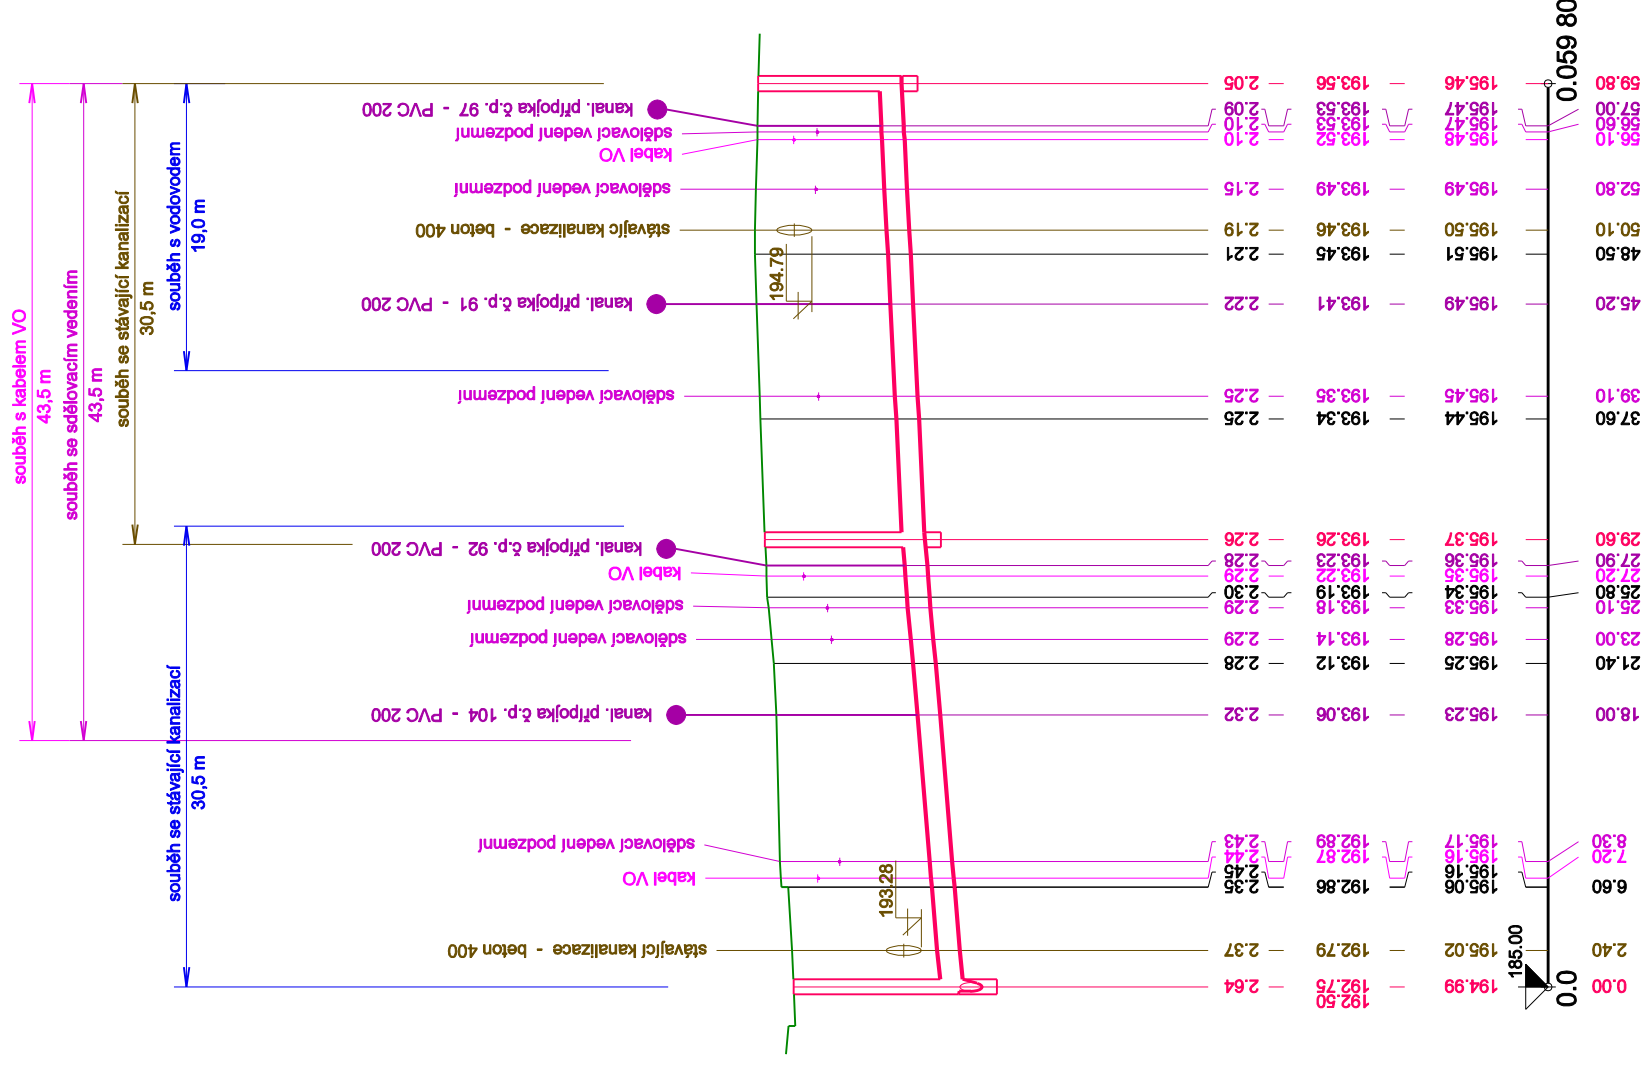 souběh s kabelem VO
43,5 m
souběh se sdělovacím vedením
43,5 m
souběh se stávající kanalizací
30,5 m
souběh s vodovodem
19,0 m
souběh se stávající kanalizací
30,5 m
kanal. přípojka č.p. 97 - PVC 200
sdělovací podzemní vedení
kabel VO
sdělovací podzemní vedení
stávajíc kanalizace - beton 400
194.79
kanal. přípojka č.p. 91 - PVC 200
sdělovací podzemní vedení
kanal. přípojka č.p. 92 - PVC 200
kabel VO
sdělovací podzemní vedení
sdělovací podzemní vedení
kanal. přípojka č.p. 104 - PVC 200
sdělovací podzemní vedení
kabel VO
193.28
stávající kanalizace - beton 400
59.80 195.46 193.56 2.05
57.00 195.47 193.53 2.09
56.60 195.47 193.53 2.10
56.10 195.48 193.52 2.10
52.80 195.49 193.49 2.15
50.10 195.50 193.46 2.19
48.50 195.51 193.45 2.21
45.20 195.49 193.41 2.22
39.10 195.45 193.35 2.25
37.60 195.44 193.34 2.25
29.60 195.37 193.26 2.26
27.90 195.36 193.23 2.28
27.20 195.35 193.22 2.29
25.80 195.34 193.19 2.30
25.10 195.33 193.18 2.29
23.00 195.28 193.14 2.29
21.40 195.25 193.12 2.28
18.00 195.23 193.06 2.32
8.30 195.17 192.89 2.43
7.20 195.16 192.87 2.44
195.16 2.45
6.60 195.06 192.86 2.35
2.40 195.02 192.79 2.37
0.00 194.99 192.75 2.64
192.50
0.059 80
185.00
0.0